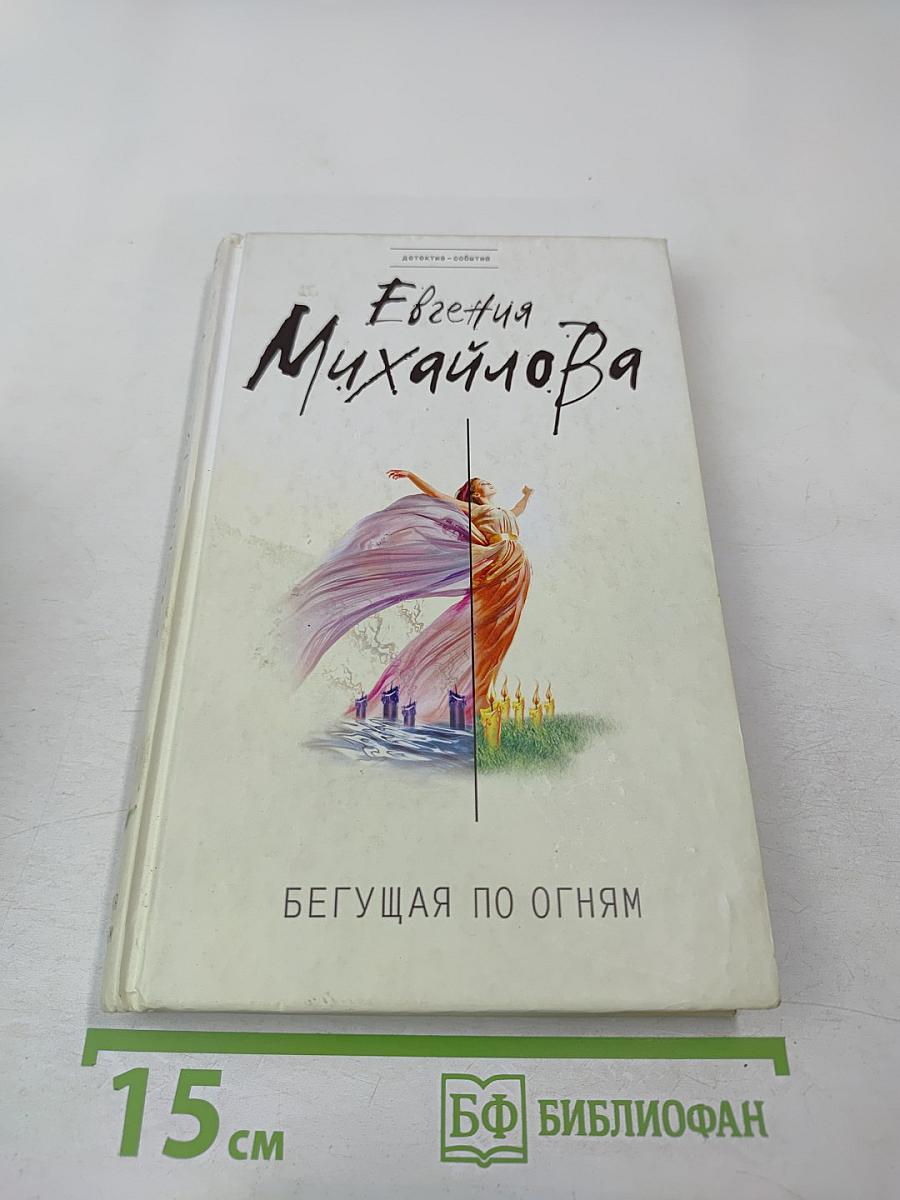 детектив-событие
Евгения
Михайлова
БЕГУЩАЯ ПО ОГНЯМ
15 см
БФ БИБЛИОФАН